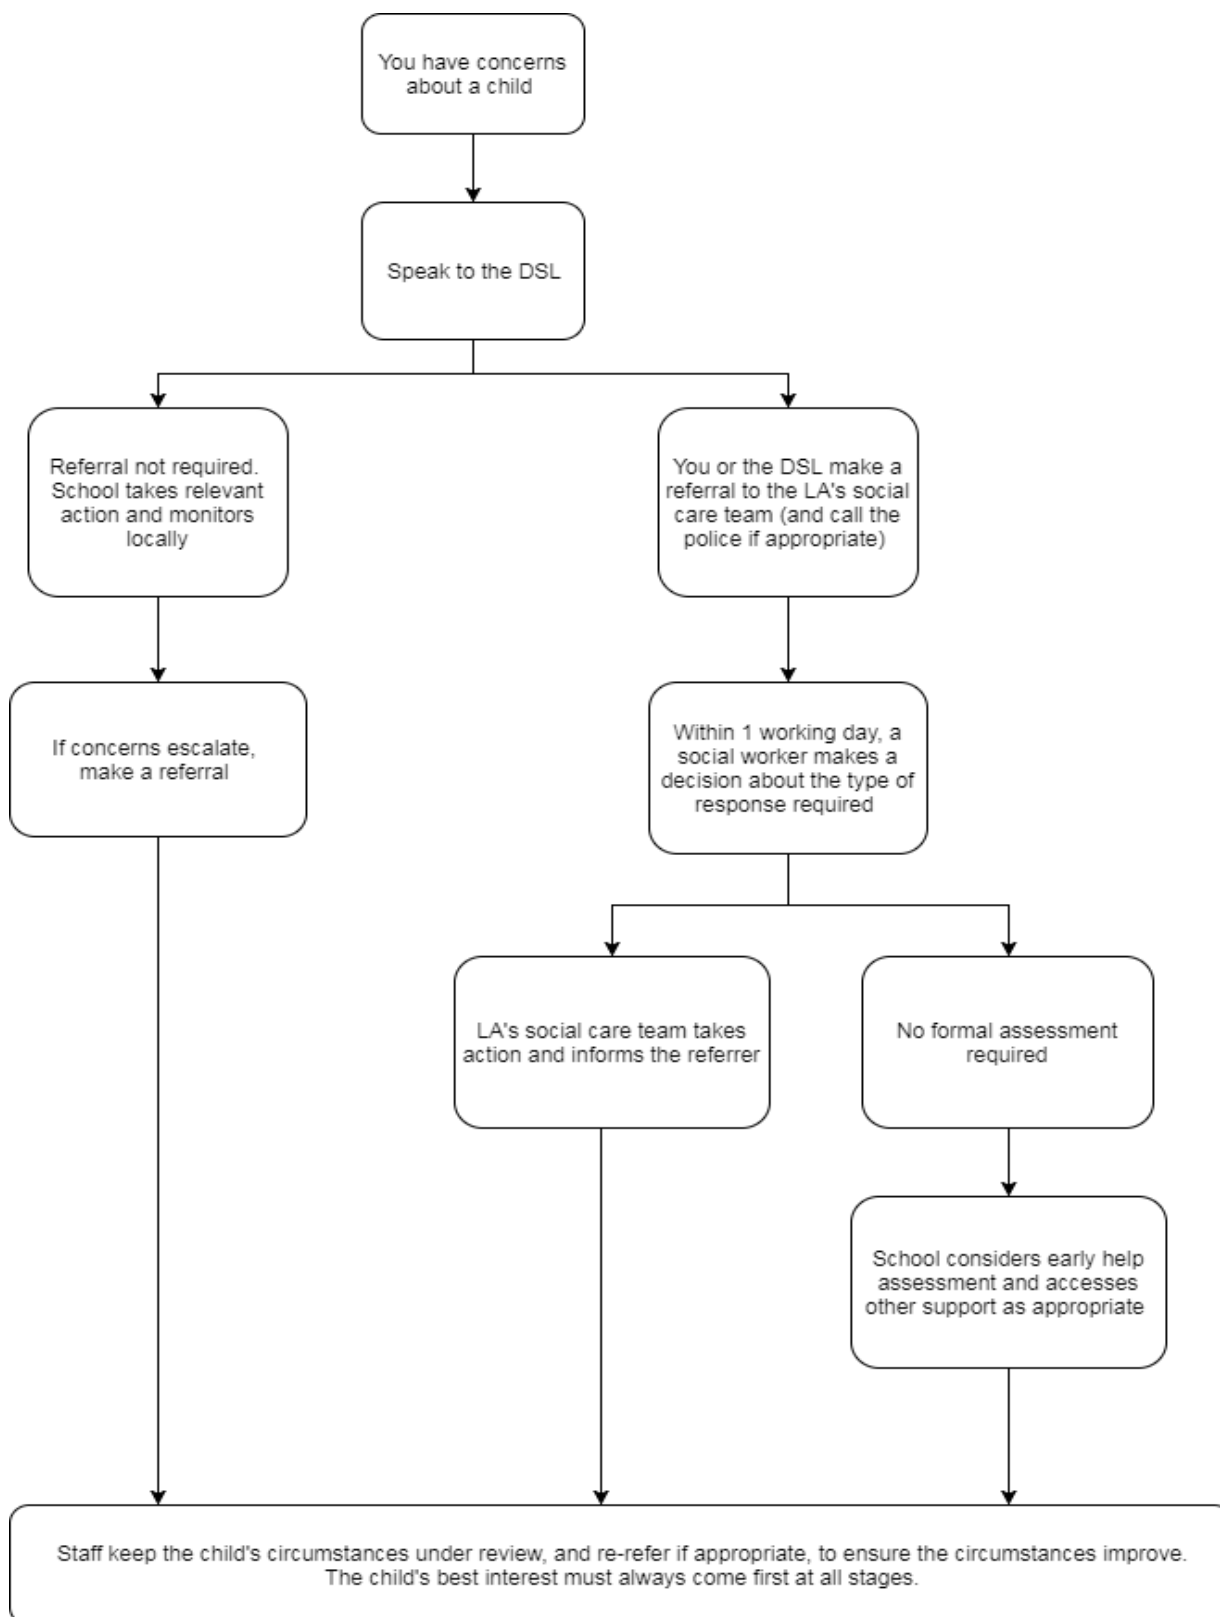 You have concerns
about a child
Speak to the DSL
Referral not required.
School takes relevant
action and monitors
locally
You or the DSL make a
referral to the LA's social
care team (and call the
police if appropriate)
If concerns escalate,
make a referral
Within 1 working day, a
social worker makes a
decision about the type of
response required
LA's social care team takes
action and informs the referrer
No formal assessment
required
School considers early help
assessment and accesses
other support as appropriate
Staff keep the child's circumstances under review, and re-refer if appropriate, to ensure the circumstances improve.
The child's best interest must always come first at all stages.